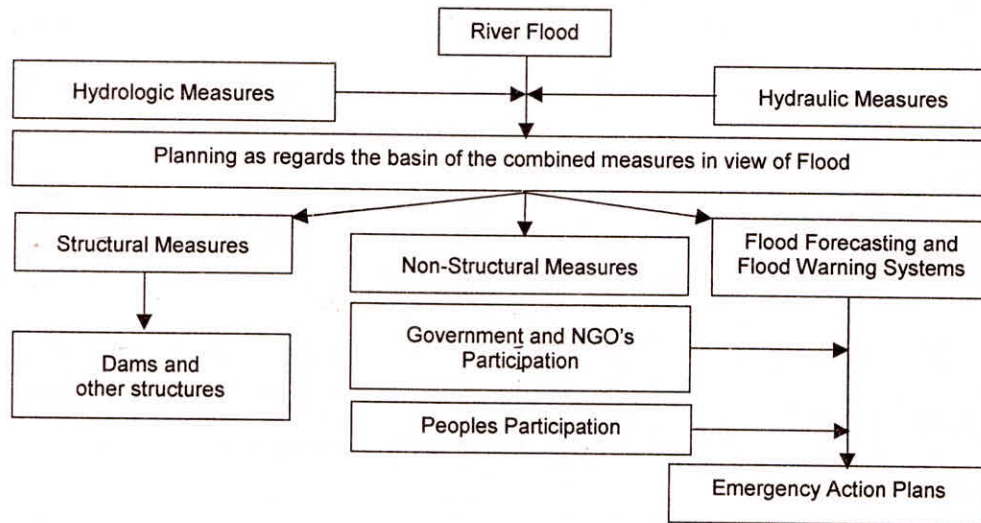 River Flood
Hydrologic Measures
Hydraulic Measures
Planning as regards the basin of the combined measures in view of Flood
Structural Measures
Non-Structural Measures
Flood Forecasting and
Flood Warning Systems
Dams and
other structures
Government and NGO's
Participation
Peoples Participation
Emergency Action Plans